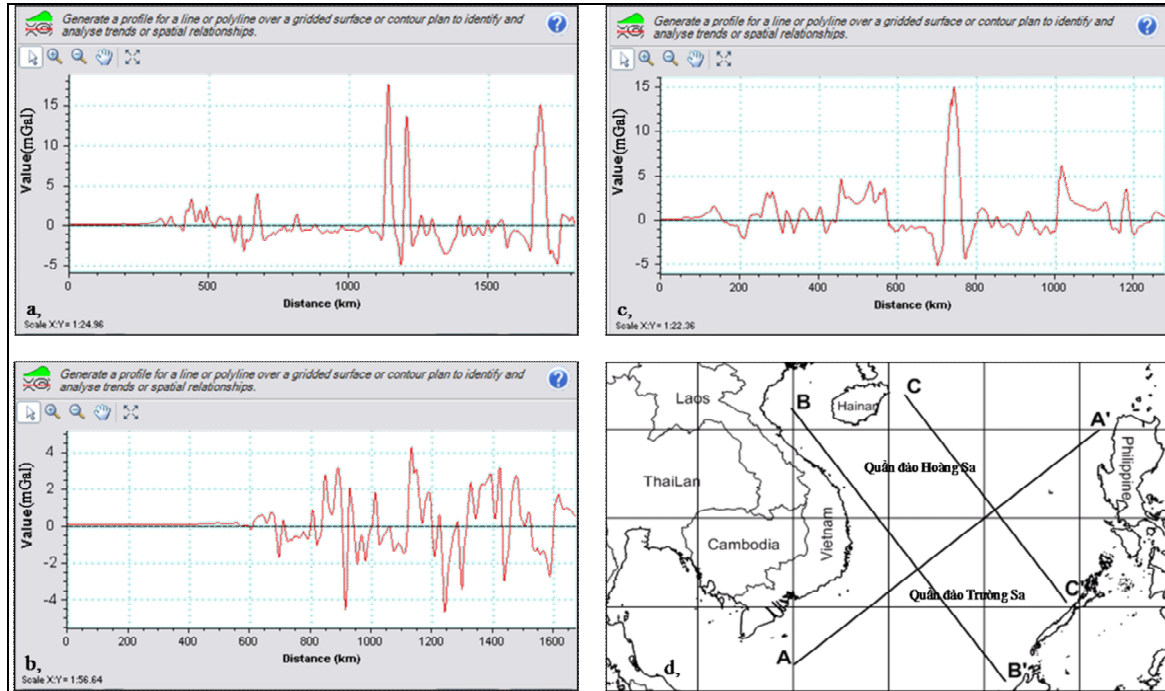 Generate a profile for a line or polyline over a gridded surface or contour plan to identify and
analyse trends or spatial relationships.
Value(mGal)
15
10
5
0
-5
0
500
1000
1500
Distance (km)
a,
Scale X:Y= 1:24.96
Generate a profile for a line or polyline over a gridded surface or contour plan to identify and
analyse trends or spatial relationships.
Value(mGal)
15
10
5
0
-5
0
200
400
600
800
1000
1200
Distance (km)
c,
Scale X:Y= 1:22.36
Generate a profile for a line or polyline over a gridded surface or contour plan to identify and
analyse trends or spatial relationships.
Value(mGal)
4
2
0
-2
-4
0
200
400
600
800
1000
1200
1400
1600
Distance (km)
b,
Scale X:Y= 1:56.64
Laos
B
Hainan
C
A'
Quần đảo Hoàng Sa
Philippine
ThaiLan
Vietnam
Cambodia
C'
Quần đảo Trường Sa
A
d,
B'